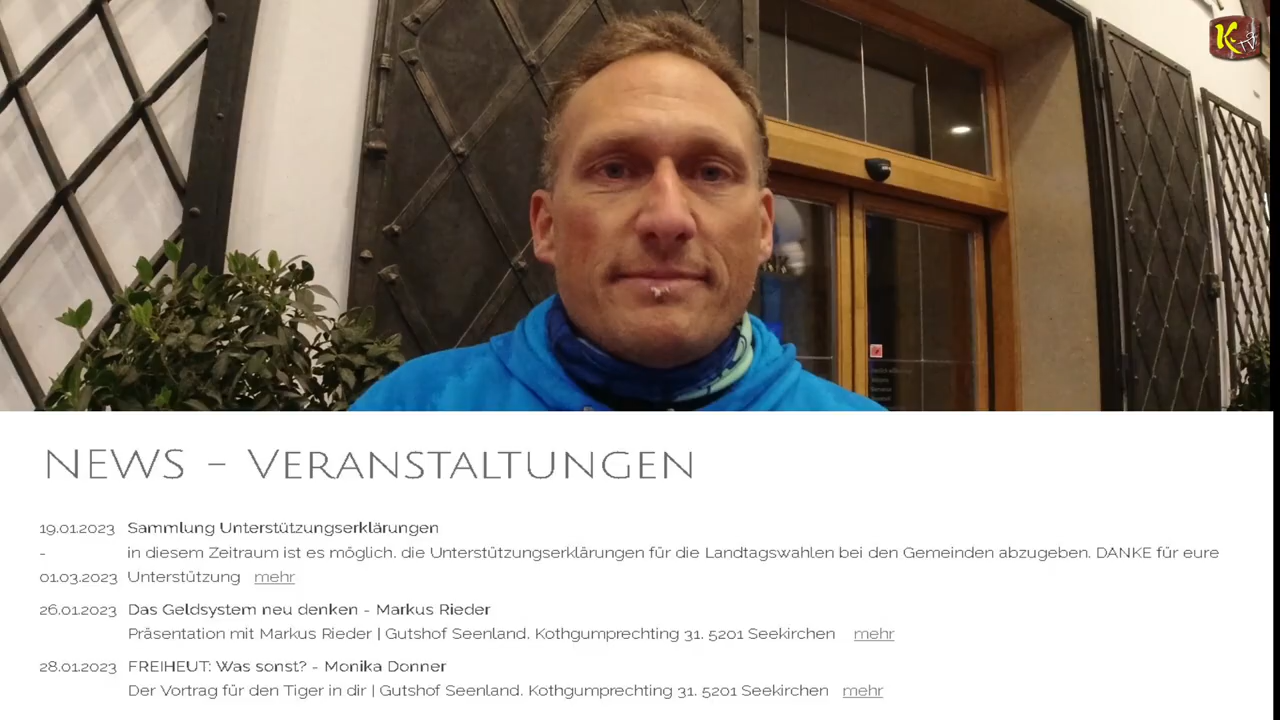 K-TV
NEWS - VERANSTALTUNGEN
19.01.2023 Sammlung Unterstützungserklärungen
- in diesem Zeitraum ist es möglich. die Unterstützungserklärungen für die Landtagswahlen bei den Gemeinden abzugeben. DANKE für eure
01.03.2023 Unterstützung mehr
26.01.2023 Das Geldsystem neu denken - Markus Rieder
Präsentation mit Markus Rieder | Gutshof Seenland. Kothgumprechting 31. 5201 Seekirchen mehr
28.01.2023 FREIHEUT: Was sonst? - Monika Donner
Der Vortrag für den Tiger in dir | Gutshof Seenland. Kothgumprechting 31. 5201 Seekirchen mehr